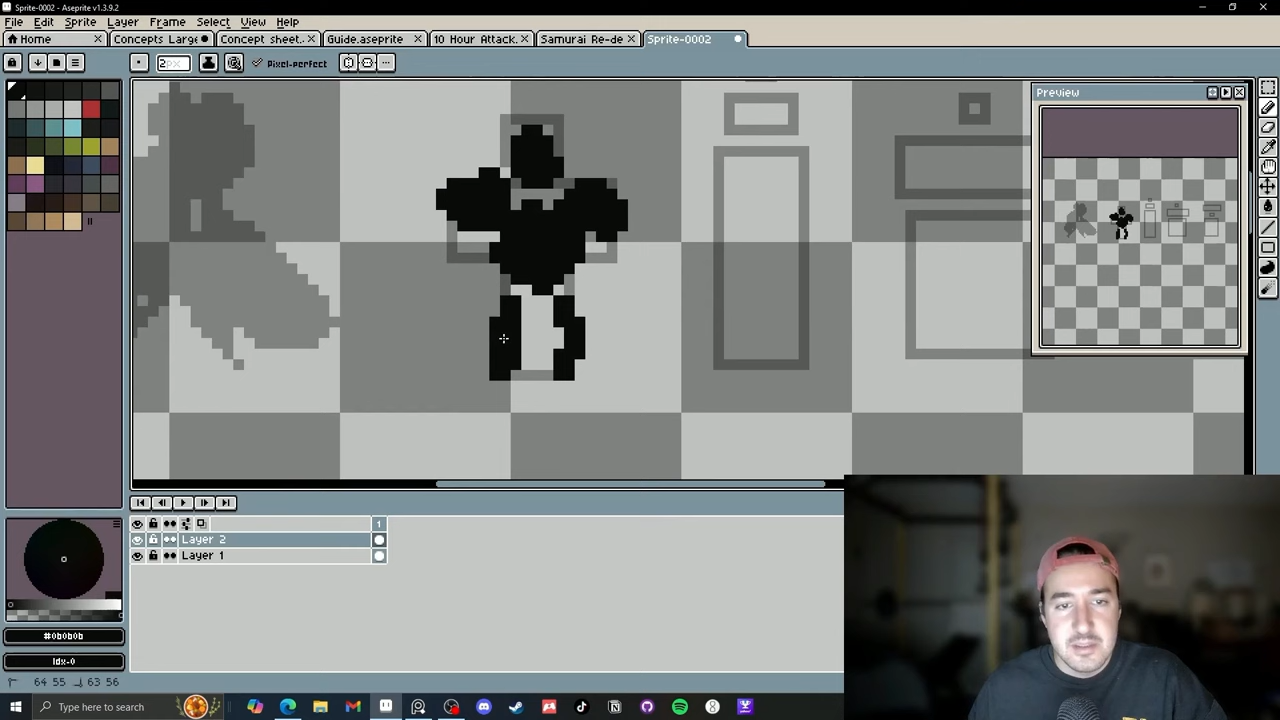 Sprite-0002 - Aseprite v1.3.9.2
File Edit Sprite Layer Frame Select View Help
Home
Concepts Large
Concept sheet.
Guide.aseprite
10 Hour Attack.
Samurai Re-de
Sprite-0002
2px
Pixel-perfect
Preview
1
Layer 2
Layer 1
#0b0b0b
Idx-0
64 55 63 56
Type here to search